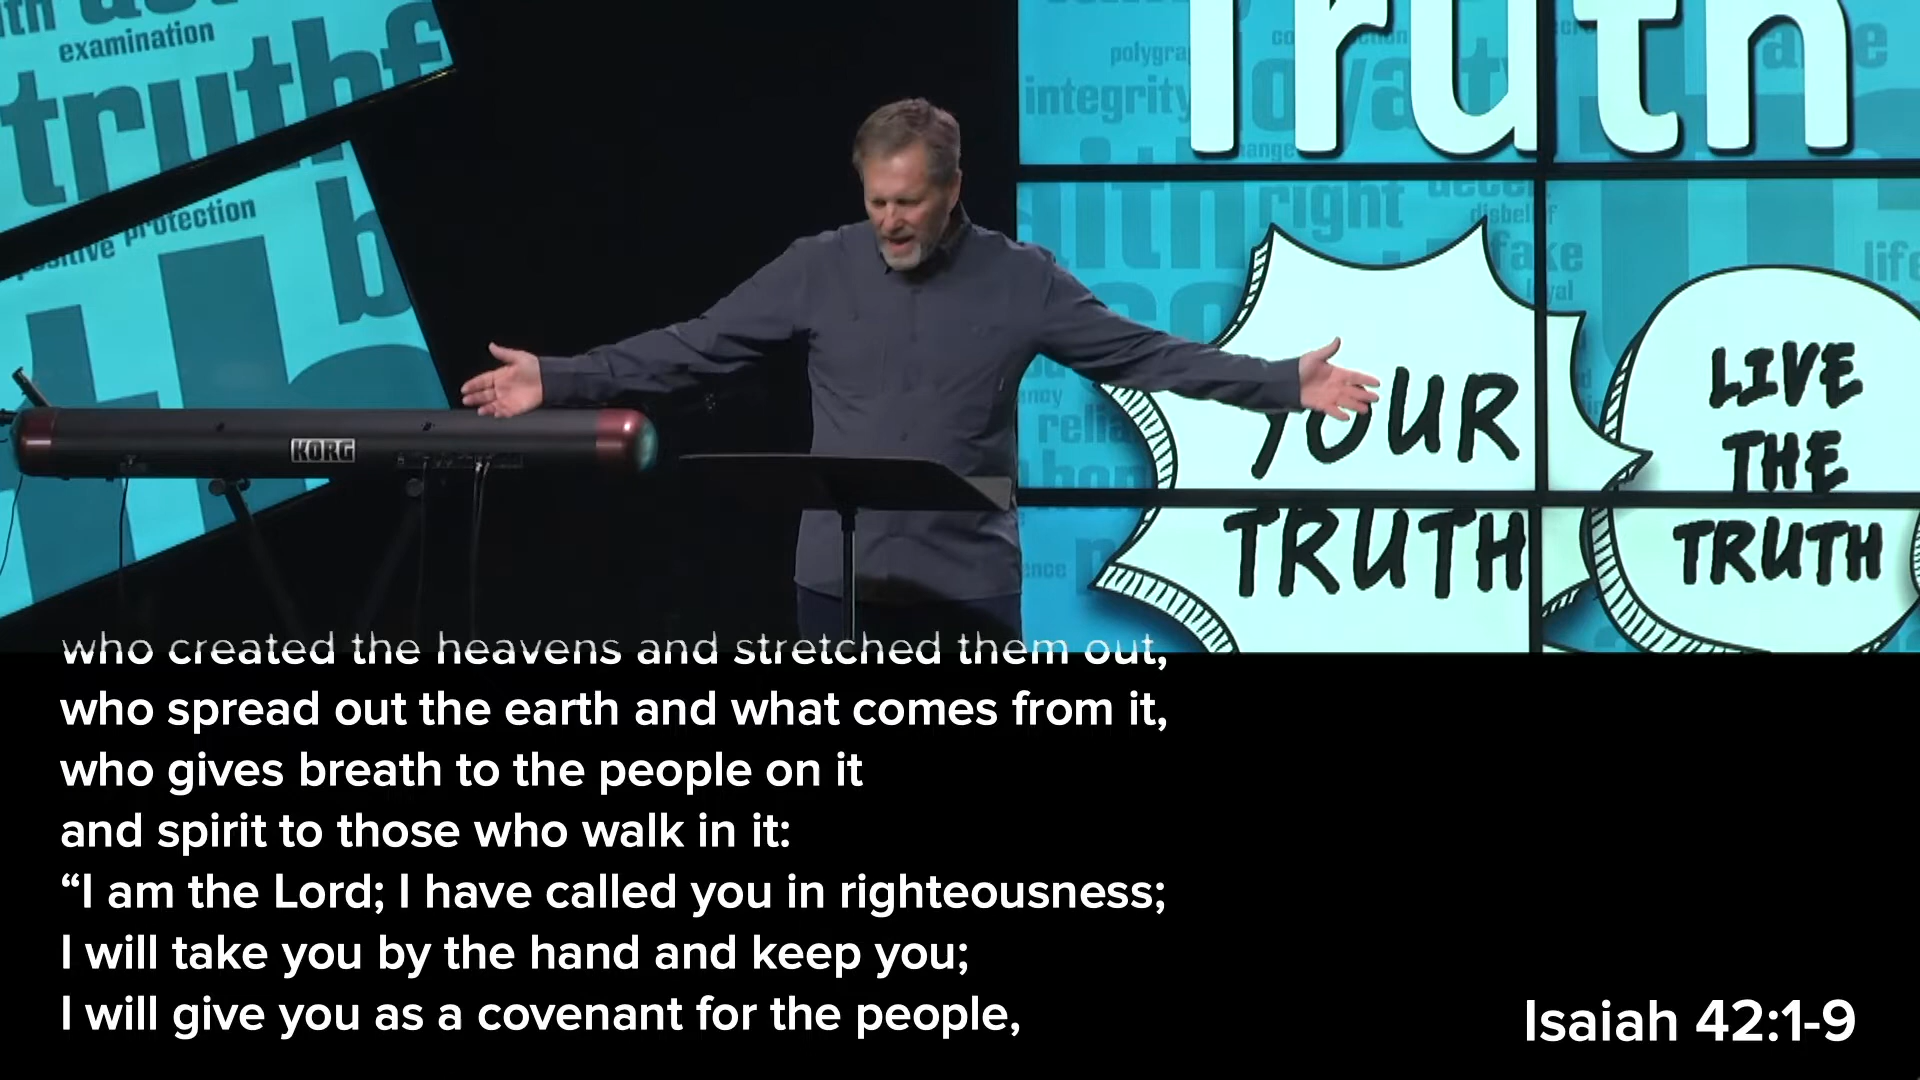 examination
truthf
protection
KORG
Truth
integrity
right
fake
YOUR
TRUTH
LIVE
THE
TRUTH
who created the heavens and stretched them out,
who spread out the earth and what comes from it,
who gives breath to the people on it
and spirit to those who walk in it:
“I am the Lord; I have called you in righteousness;
I will take you by the hand and keep you;
I will give you as a covenant for the people,
Isaiah 42:1-9